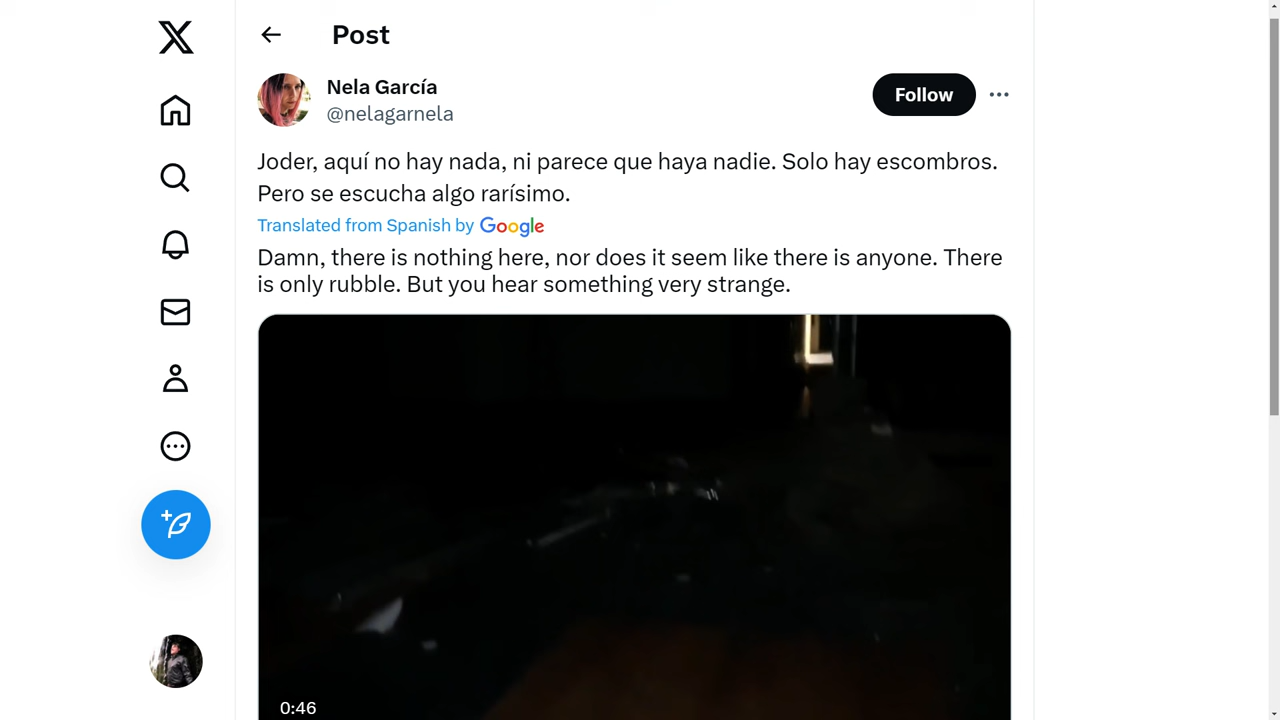 Post
Nela García
@nelagarnela
Follow
Joder, aquí no hay nada, ni parece que haya nadie. Solo hay escombros.
Pero se escucha algo rarísimo.
Translated from Spanish by Google
Damn, there is nothing here, nor does it seem like there is anyone. There
is only rubble. But you hear something very strange.
0:46